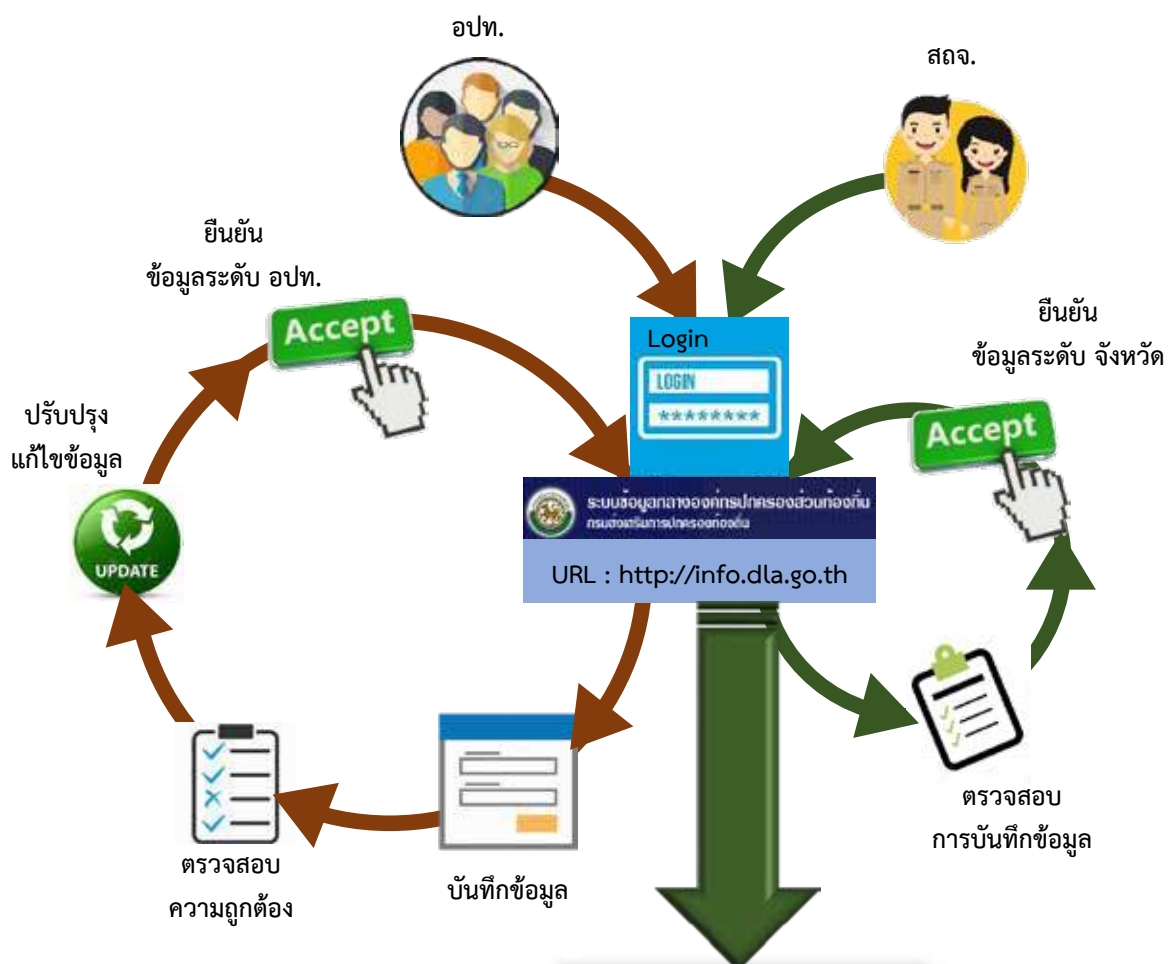 อปท.
สถจ.
ยืนยัน
ข้อมูลระดับ อปท.
Accept
Login
LOGIN
********
ยืนยัน
ข้อมูลระดับ จังหวัด
Accept
ปรับปรุง
แก้ไขข้อมูล
UPDATE
ระบบข้อมูลกลางองค์กรปกครองส่วนท้องถิ่น
กรมส่งเสริมการปกครองท้องถิ่น
URL : http://info.dla.go.th
ตรวจสอบ
ความถูกต้อง
บันทึกข้อมูล
ตรวจสอบ
การบันทึกข้อมูล